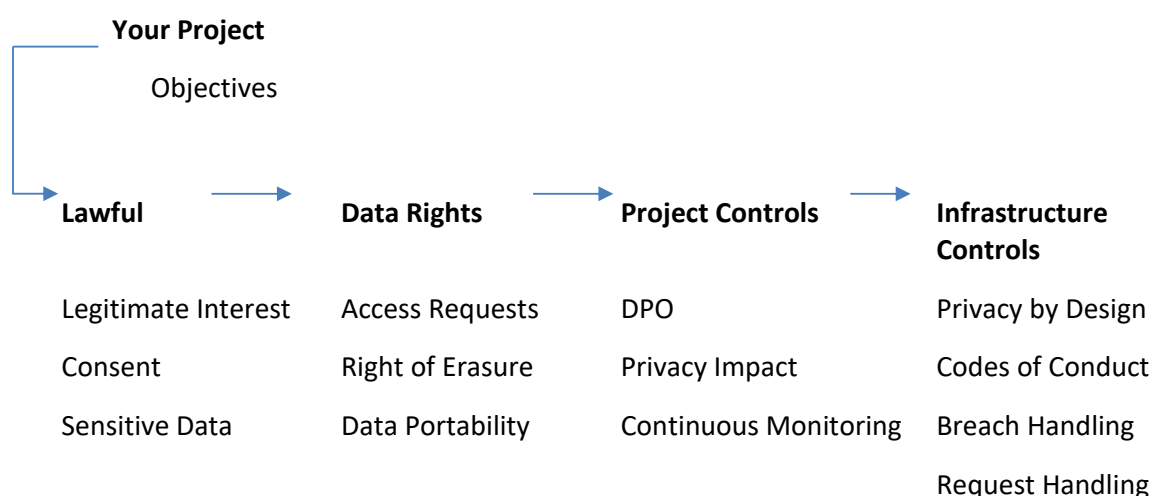 Your Project
Objectives
Lawful
Data Rights
Project Controls
Infrastructure
Controls
Legitimate Interest
Access Requests
DPO
Privacy by Design
Consent
Right of Erasure
Privacy Impact
Codes of Conduct
Sensitive Data
Data Portability
Continuous Monitoring
Breach Handling
Request Handling